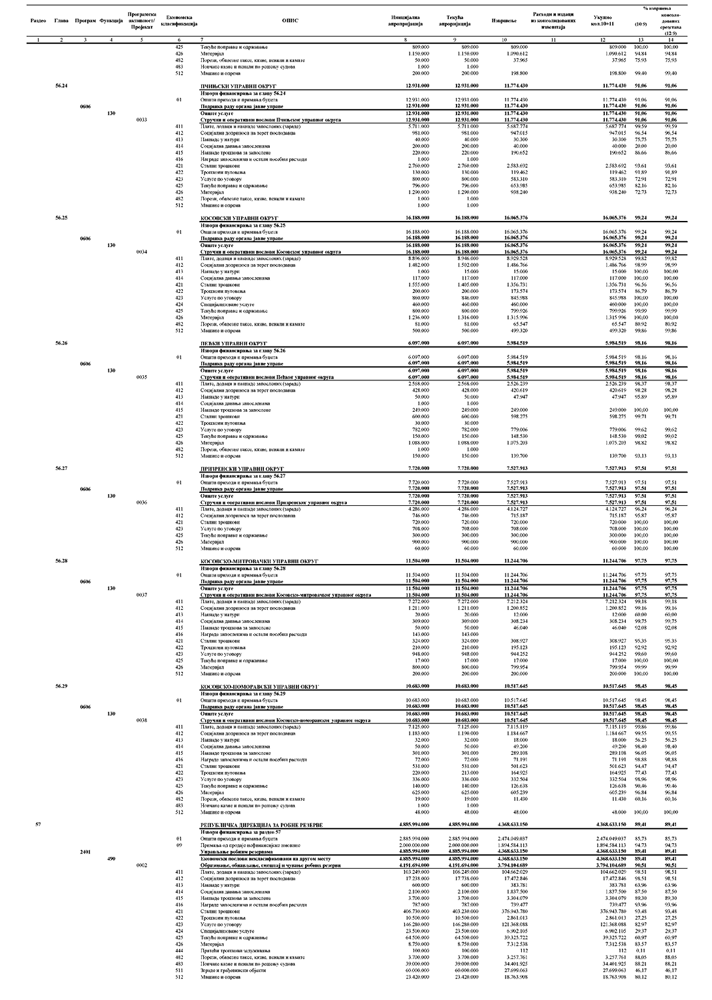 Раздео Глава Програм Функција Програмска активност/ Пројекат Економска класификација ОПИС Иницијална апропријација Текућа апропријација Извршење Расходи и издаци из консолидованих извештаја Укупно кол.10+11 % извршења (10:9) консоли-дованих средстава (12:9)
1 2 3 4 5 6 7 8 9 10 11 12 13 14
425 Текуће поправке и одржавање 809.000 809.000 809.000 809.000 100,00 100,00
426 Материјал 1.150.000 1.150.000 1.090.612 1.090.612 94,84 94,84
482 Порези, обавезне таксе, казне, пенали и камате 50.000 50.000 37.965 37.965 75,93 75,93
483 Новчане казне и пенали по решењу судова 1.000 1.000
512 Машине и опрема 200.000 200.000 198.800 198.800 99,40 99,40
56.24 ПЧИЊСКИ УПРАВНИ ОКРУГ 12.931.000 12.931.000 11.774.430 11.774.430 91,06 91,06
Извори финансирања за главу 56.24
01 Општи приходи и примања буџета 12.931.000 12.931.000 11.774.430 11.774.430 91,06 91,06
0606 Подршка раду органа јавне управе 12.931.000 12.931.000 11.774.430 11.774.430 91,06 91,06
130 Опште услуге 12.931.000 12.931.000 11.774.430 11.774.430 91,06 91,06
0033 Стручни и оперативни послови Пчињског управног округа 12.931.000 12.931.000 11.774.430 11.774.430 91,06 91,06
411 Плате, додаци и накнаде запослених (зараде) 5.711.000 5.711.000 5.687.774 5.687.774 99,59 99,59
412 Социјални доприноси на терет послодавца 981.000 981.000 947.015 947.015 96,54 96,54
413 Накнаде у натури 40.000 40.000 30.300 30.300 75,75 75,75
414 Социјална давања запосленима 200.000 200.000 40.000 40.000 20,00 20,00
415 Накнаде трошкова за запослене 220.000 220.000 190.652 190.652 86,66 86,66
416 Награде запосленима и остали посебни расходи 1.000 1.000
421 Стални трошкови 2.760.000 2.760.000 2.583.692 2.583.692 93,61 93,61
422 Трошкови путовања 130.000 130.000 119.462 119.462 91,89 91,89
423 Услуге по уговору 800.000 800.000 583.310 583.310 72,91 72,91
425 Текуће поправке и одржавање 796.000 796.000 653.985 653.985 82,16 82,16
426 Материјал 1.290.000 1.290.000 938.240 938.240 72,73 72,73
482 Порези, обавезне таксе, казне, пенали и камате 1.000 1.000
512 Машине и опрема 1.000 1.000
56.25 КОСОВСКИ УПРАВНИ ОКРУГ 16.188.000 16.188.000 16.065.376 16.065.376 99,24 99,24
Извори финансирања за главу 56.25
01 Општи приходи и примања буџета 16.188.000 16.188.000 16.065.376 16.065.376 99,24 99,24
0606 Подршка раду органа јавне управе 16.188.000 16.188.000 16.065.376 16.065.376 99,24 99,24
130 Опште услуге 16.188.000 16.188.000 16.065.376 16.065.376 99,24 99,24
0034 Стручни и оперативни послови Косовског управног округа 16.188.000 16.188.000 16.065.376 16.065.376 99,24 99,24
411 Плате, додаци и накнаде запослених (зараде) 8.896.000 8.946.000 8.929.528 8.929.528 99,82 99,82
412 Социјални доприноси на терет послодавца 1.482.000 1.502.000 1.486.766 1.486.766 98,99 98,99
413 Накнаде у натури 1.000 15.000 15.000 15.000 100,00 100,00
414 Социјална давања запосленима 117.000 117.000 117.000 117.000 100,00 100,00
421 Стални трошкови 1.555.000 1.405.000 1.356.731 1.356.731 96,56 96,56
422 Трошкови путовања 200.000 200.000 173.574 173.574 86,79 86,79
423 Услуге по уговору 860.000 846.000 845.988 845.988 100,00 100,00
424 Специјализоване услуге 460.000 460.000 460.000 460.000 100,00 100,00
425 Текуће поправке и одржавање 800.000 800.000 799.926 799.926 99,99 99,99
426 Материјал 1.236.000 1.316.000 1.315.996 1.315.996 100,00 100,00
482 Порези, обавезне таксе, казне, пенали и камате 81.000 81.000 65.547 65.547 80,92 80,92
512 Машине и опрема 500.000 500.000 499.320 499.320 99,86 99,86
56.26 ПЕЋКИ УПРАВНИ ОКРУГ 6.097.000 6.097.000 5.984.519 5.984.519 98,16 98,16
Извори финансирања за главу 56.26
01 Општи приходи и примања буџета 6.097.000 6.097.000 5.984.519 5.984.519 98,16 98,16
0606 Подршка раду органа јавне управе 6.097.000 6.097.000 5.984.519 5.984.519 98,16 98,16
130 Опште услуге 6.097.000 6.097.000 5.984.519 5.984.519 98,16 98,16
0035 Стручни и оперативни послови Пећког управног округа 6.097.000 6.097.000 5.984.519 5.984.519 98,16 98,16
411 Плате, додаци и накнаде запослених (зараде) 2.568.000 2.568.000 2.526.239 2.526.239 98,37 98,37
412 Социјални доприноси на терет послодавца 428.000 428.000 420.619 420.619 98,28 98,28
413 Накнаде у натури 50.000 50.000 47.947 47.947 95,89 95,89
414 Социјална давања запосленима 1.000 1.000
415 Накнаде трошкова за запослене 249.000 249.000 249.000 249.000 100,00 100,00
421 Стални трошкови 600.000 600.000 598.275 598.275 99,71 99,71
422 Трошкови путовања 30.000 30.000
423 Услуге по уговору 782.000 782.000 779.006 779.006 99,62 99,62
425 Текуће поправке и одржавање 150.000 150.000 148.530 148.530 99,02 99,02
426 Материјал 1.088.000 1.088.000 1.075.203 1.075.203 98,82 98,82
482 Порези, обавезне таксе, казне, пенали и камате 1.000 1.000
512 Машине и опрема 150.000 150.000 139.700 139.700 93,13 93,13
56.27 ПРИЗРЕНСКИ УПРАВНИ ОКРУГ 7.720.000 7.720.000 7.527.913 7.527.913 97,51 97,51
Извори финансирања за главу 56.27
01 Општи приходи и примања буџета 7.720.000 7.720.000 7.527.913 7.527.913 97,51 97,51
0606 Подршка раду органа јавне управе 7.720.000 7.720.000 7.527.913 7.527.913 97,51 97,51
130 Опште услуге 7.720.000 7.720.000 7.527.913 7.527.913 97,51 97,51
0036 Стручни и оперативни послови Призренског управног округа 7.720.000 7.720.000 7.527.913 7.527.913 97,51 97,51
411 Плате, додаци и накнаде запослених (зараде) 4.286.000 4.286.000 4.124.727 4.124.727 96,24 96,24
412 Социјални доприноси на терет послодавца 746.000 746.000 715.187 715.187 95,87 95,87
421 Стални трошкови 720.000 720.000 720.000 720.000 100,00 100,00
423 Услуге по уговору 708.000 708.000 708.000 708.000 100,00 100,00
425 Текуће поправке и одржавање 300.000 300.000 300.000 300.000 100,00 100,00
426 Материјал 900.000 900.000 900.000 900.000 100,00 100,00
512 Машине и опрема 60.000 60.000 60.000 60.000 100,00 100,00
56.28 КОСОВСКО-МИТРОВАЧКИ УПРАВНИ ОКРУГ 11.504.000 11.504.000 11.244.706 11.244.706 97,75 97,75
Извори финансирања за главу 56.28
01 Општи приходи и примања буџета 11.504.000 11.504.000 11.244.706 11.244.706 97,75 97,75
0606 Подршка раду органа јавне управе 11.504.000 11.504.000 11.244.706 11.244.706 97,75 97,75
130 Опште услуге 11.504.000 11.504.000 11.244.706 11.244.706 97,75 97,75
0037 Стручни и оперативни послови Косовско-митровачког управног округа 11.504.000 11.504.000 11.244.706 11.244.706 97,75 97,75
411 Плате, додаци и накнаде запослених (зараде) 7.272.000 7.272.000 7.212.324 7.212.324 99,18 99,18
412 Социјални доприноси на терет послодавца 1.211.000 1.211.000 1.200.852 1.200.852 99,16 99,16
413 Накнаде у натури 20.000 20.000 12.000 12.000 60,00 60,00
414 Социјална давања запосленима 309.000 309.000 308.234 308.234 99,75 99,75
415 Накнаде трошкова за запослене 50.000 50.000 46.040 46.040 92,08 92,08
416 Награде запосленима и остали посебни расходи 143.000 143.000
421 Стални трошкови 324.000 324.000 308.927 308.927 95,35 95,35
422 Трошкови путовања 210.000 210.000 195.123 195.123 92,92 92,92
423 Услуге по уговору 948.000 948.000 944.252 944.252 99,60 99,60
425 Текуће поправке и одржавање 17.000 17.000 17.000 17.000 100,00 100,00
426 Материјал 800.000 800.000 799.954 799.954 99,99 99,99
512 Машине и опрема 200.000 200.000 200.000 200.000 100,00 100,00
56.29 КОСОВСКО-ПОМОРАВСКИ УПРАВНИ ОКРУГ 10.683.000 10.683.000 10.517.645 10.517.645 98,45 98,45
Извори финансирања за главу 56.29
01 Општи приходи и примања буџета 10.683.000 10.683.000 10.517.645 10.517.645 98,45 98,45
0606 Подршка раду органа јавне управе 10.683.000 10.683.000 10.517.645 10.517.645 98,45 98,45
130 Опште услуге 10.683.000 10.683.000 10.517.645 10.517.645 98,45 98,45
0038 Стручни и оперативни послови Косовско-поморавског управног округа 10.683.000 10.683.000 10.517.645 10.517.645 98,45 98,45
411 Плате, додаци и накнаде запослених (зараде) 7.125.000 7.125.000 7.115.119 7.115.119 99,86 99,86
412 Социјални доприноси на терет послодавца 1.183.000 1.190.000 1.184.667 1.184.667 99,55 99,55
413 Накнаде у натури 32.000 32.000 18.000 18.000 56,25 56,25
414 Социјална давања запосленима 50.000 50.000 49.200 49.200 98,40 98,40
415 Накнаде трошкова за запослене 301.000 301.000 289.108 289.108 96,05 96,05
416 Награде запосленима и остали посебни расходи 72.000 72.000 71.191 71.191 98,88 98,88
421 Стални трошкови 531.000 531.000 501.623 501.623 94,47 94,47
422 Трошкови путовања 220.000 213.000 164.925 164.925 77,43 77,43
423 Услуге по уговору 336.000 336.000 332.504 332.504 98,96 98,96
425 Текуће поправке и одржавање 140.000 140.000 126.638 126.638 90,46 90,46
426 Материјал 625.000 625.000 605.239 605.239 96,84 96,84
482 Порези, обавезне таксе, казне, пенали и камате 19.000 19.000 11.430 11.430 60,16 60,16
483 Новчане казне и пенали по решењу судова 1.000 1.000
512 Машине и опрема 48.000 48.000 48.000 48.000 100,00 100,00
57 РЕПУБЛИЧКА ДИРЕКЦИЈА ЗА РОБНЕ РЕЗЕРВЕ 4.885.994.000 4.885.994.000 4.368.633.150 4.368.633.150 89,41 89,41
Извори финансирања за раздео 57
01 Општи приходи и примања буџета 2.885.994.000 2.885.994.000 2.474.049.037 2.474.049.037 85,73 85,73
09 Примања од продаје нефинансијске имовине 2.000.000.000 2.000.000.000 1.894.584.113 1.894.584.113 94,73 94,73
2401 Управљање робним резервама 4.885.994.000 4.885.994.000 4.368.633.150 4.368.633.150 89,41 89,41
490 Економски послови некласификовани на другом месту 4.885.994.000 4.885.994.000 4.368.633.150 4.368.633.150 89,41 89,41
0002 Образовање, обнављање, смештај и чување робних резерви 4.191.694.000 4.191.694.000 3.794.104.689 3.794.104.689 90,51 90,51
411 Плате, додаци и накнаде запослених (зараде) 103.249.000 106.249.000 104.662.029 104.662.029 98,51 98,51
412 Социјални доприноси на терет послодавца 17.238.000 17.738.000 17.472.846 17.472.846 98,51 98,51
413 Накнаде у натури 600.000 600.000 383.781 383.781 63,96 63,96
414 Социјална давања запосленима 2.100.000 2.100.000 1.837.500 1.837.500 87,50 87,50
415 Накнаде трошкова за запослене 3.700.000 3.700.000 3.304.079 3.304.079 89,30 89,30
416 Награде запосленима и остали посебни расходи 787.000 787.000 739.477 739.477 93,96 93,96
421 Стални трошкови 406.730.000 403.230.000 376.943.780 376.943.780 93,48 93,48
422 Трошкови путовања 10.500.000 10.500.000 2.861.013 2.861.013 27,25 27,25
423 Услуге по уговору 146.280.000 146.280.000 121.368.088 121.368.088 82,97 82,97
424 Специјализоване услуге 23.500.000 23.500.000 6.902.105 6.902.105 29,37 29,37
425 Текуће поправке и одржавање 64.500.000 64.500.000 39.325.722 39.325.722 60,97 60,97
426 Материјал 8.750.000 8.750.000 7.312.538 7.312.538 83,57 83,57
444 Пратећи трошкови задуживања 100.000 100.000 112 112 0,11 0,11
482 Порези, обавезне таксе, казне, пенали и камате 3.700.000 3.700.000 3.257.761 3.257.761 88,05 88,05
483 Новчане казне и пенали по решењу судова 39.000.000 39.000.000 34.401.925 34.401.925 88,21 88,21
511 Зграде и грађевински објекти 60.000.000 60.000.000 27.699.063 27.699.063 46,17 46,17
512 Машине и опрема 23.420.000 23.420.000 18.763.908 18.763.908 80,12 80,12